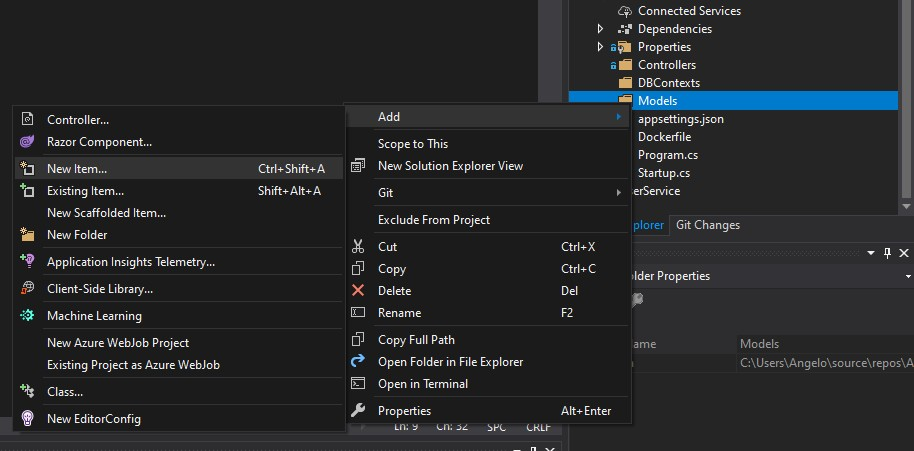 Connected Services
Dependencies
Properties
Controllers
DBContexts
Models
appsettings.json
Dockerfile
Program.cs
Startup.cs
Git Changes
Models
C:\Users\Angelo\source\repos\A
Add
Scope to This
New Solution Explorer View
Git
Exclude From Project
Cut Ctrl+X
Copy Ctrl+C
Delete Del
Rename F2
Copy Full Path
Open Folder in File Explorer
Open in Terminal
Properties Alt+Enter
Controller...
Razor Component...
New Item... Ctrl+Shift+A
Existing Item... Shift+Alt+A
New Scaffolded Item...
New Folder
Application Insights Telemetry...
Client-Side Library...
Machine Learning
New Azure WebJob Project
Existing Project as Azure WebJob
Class...
New EditorConfig
Ln: 9 Ch: 32 SPC CRLF